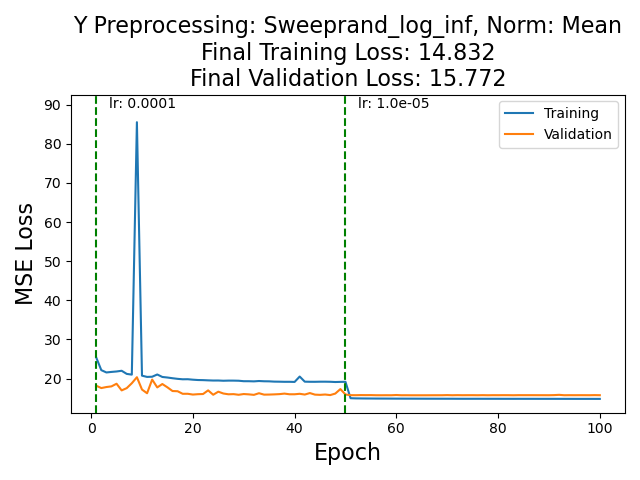 Y Preprocessing: Sweeprand_log_inf, Norm: Mean
Final Training Loss: 14.832
Final Validation Loss: 15.772
lr: 0.0001
lr: 1.0e-05
Training
Validation
MSE Loss
90
80
70
60
50
40
30
20
0
20
40
60
80
100
Epoch